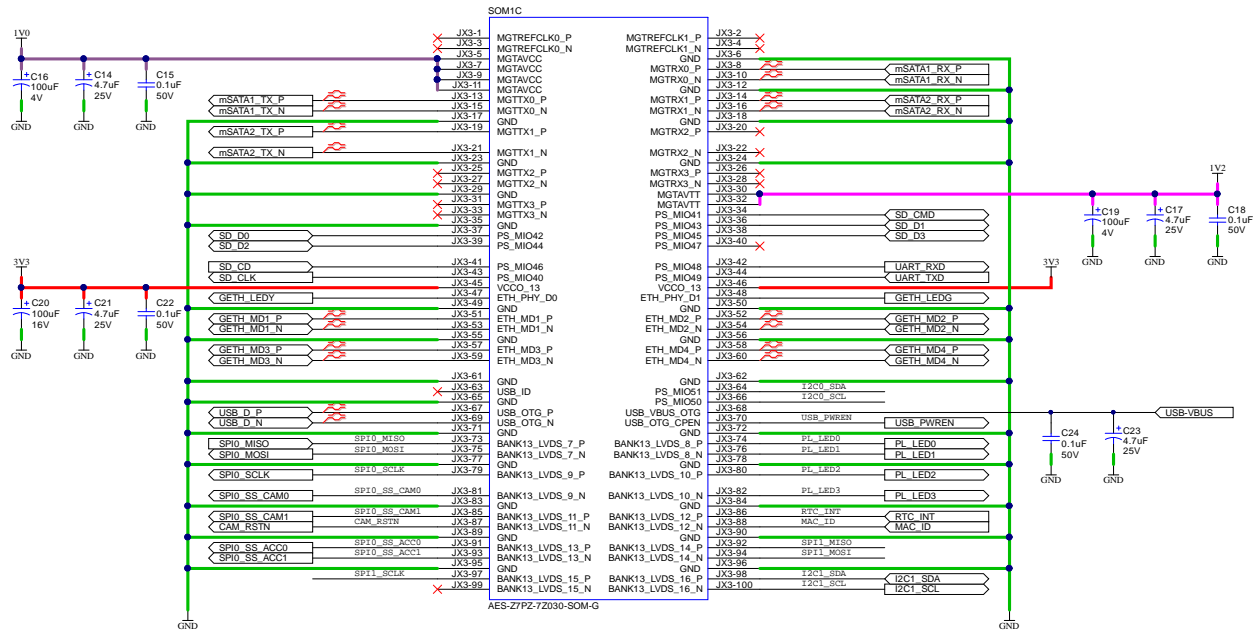 SOM1C
1V0
C16
100uF
4V
GND
C14
4.7uF
25V
GND
C15
0.1uF
50V
GND
JX3-1 MGTREFCLK0_P MGTREFCLK1_P JX3-2
JX3-3 MGTREFCLK0_N MGTREFCLK1_N JX3-4
JX3-5 MGTAVCC GND JX3-6
JX3-7 MGTAVCC MGTRX0_P JX3-8 mSATA1_RX_P
JX3-9 MGTAVCC MGTRX0_N JX3-10 mSATA1_RX_N
JX3-11 MGTAVCC GND JX3-12
mSATA1_TX_P JX3-13 MGTTX0_P MGTRX1_P JX3-14 mSATA2_RX_P
mSATA1_TX_N JX3-15 MGTTX0_N MGTRX1_N JX3-16 mSATA2_RX_N
JX3-17 GND GND JX3-18
mSATA2_TX_P JX3-19 MGTTX1_P MGTRX2_P JX3-20
mSATA2_TX_N JX3-21 MGTTX1_N MGTRX2_N JX3-22
JX3-23 GND GND JX3-24
JX3-25 MGTTX2_P MGTRX3_P JX3-26
JX3-27 MGTTX2_N MGTRX3_N JX3-28
JX3-29 GND MGTAVTT JX3-30
JX3-31 MGTTX3_P MGTAVTT JX3-32
JX3-33 MGTTX3_N PS_MIO41 JX3-34 SD_CMD
JX3-35 GND PS_MIO43 JX3-36 SD_D1
SD_D0 JX3-37 PS_MIO42 PS_MIO45 JX3-38 SD_D3
SD_D2 JX3-39 PS_MIO44 PS_MIO47 JX3-40
1V2
C19
100uF
4V
GND
C17
4.7uF
25V
GND
C18
0.1uF
50V
GND
SD_CD JX3-41 PS_MIO46 PS_MIO48 JX3-42 UART_RXD
SD_CLK JX3-43 PS_MIO40 PS_MIO49 JX3-44 UART_TXD
3V3 JX3-45 VCCO_13 VCCO_13 JX3-46 3V3
GETH_LEDY JX3-47 ETH_PHY_D0 ETH_PHY_D1 JX3-48 GETH_LEDG
C20
100uF
16V
GND
C21
4.7uF
25V
GND
C22
0.1uF
50V
GND
JX3-49 GND GND JX3-50
GETH_MD1_P JX3-51 ETH_MD1_P ETH_MD2_P JX3-52 GETH_MD2_P
GETH_MD1_N JX3-53 ETH_MD1_N ETH_MD2_N JX3-54 GETH_MD2_N
JX3-55 GND GND JX3-56
GETH_MD3_P JX3-57 ETH_MD3_P ETH_MD4_P JX3-58 GETH_MD4_P
GETH_MD3_N JX3-59 ETH_MD3_N ETH_MD4_N JX3-60 GETH_MD4_N
JX3-61 GND GND JX3-62
JX3-63 USB_ID PS_MIO51 JX3-64 I2C0_SDA
JX3-65 GND PS_MIO50 JX3-66 I2C0_SCL
USB_D_P JX3-67 USB_OTG_P USB_VBUS_OTG JX3-68 USB-VBUS
USB_D_N JX3-69 USB_OTG_N USB_OTG_CPEN JX3-70 USB_PWREN USB_PWREN
JX3-71 GND GND JX3-72
C24
0.1uF
50V
GND
C23
4.7uF
25V
GND
SPI0_MISO SPI0_MISO JX3-73 BANK13_LVDS_7_P BANK13_LVDS_8_P JX3-74 PL_LED0 PL_LED0
SPI0_MOSI SPI0_MOSI JX3-75 BANK13_LVDS_7_N BANK13_LVDS_8_N JX3-76 PL_LED1 PL_LED1
JX3-77 GND GND JX3-78
SPI0_SCLK SPI0_SCLK JX3-79 BANK13_LVDS_9_P BANK13_LVDS_10_P JX3-80 PL_LED2 PL_LED2
SPI0_SS_CAM0 SPI0_SS_CAM0 JX3-81 BANK13_LVDS_9_N BANK13_LVDS_10_N JX3-82 PL_LED3 PL_LED3
JX3-83 GND GND JX3-84
SPI0_SS_CAM1 SPI0_SS_CAM1 JX3-85 BANK13_LVDS_11_P BANK13_LVDS_12_P JX3-86 RTC_INT RTC_INT
CAM_RSTN CAM_RSTN JX3-87 BANK13_LVDS_11_N BANK13_LVDS_12_N JX3-88 MAC_ID MAC_ID
JX3-89 GND GND JX3-90
SPI0_SS_ACC0 SPI0_SS_ACC0 JX3-91 BANK13_LVDS_13_P BANK13_LVDS_14_P JX3-92 SPI1_MISO
SPI0_SS_ACC1 SPI0_SS_ACC1 JX3-93 BANK13_LVDS_13_N BANK13_LVDS_14_N JX3-94 SPI1_MOSI
JX3-95 GND GND JX3-96
SPI1_SCLK JX3-97 BANK13_LVDS_15_P BANK13_LVDS_16_P JX3-98 I2C1_SDA I2C1_SDA
JX3-99 BANK13_LVDS_15_N BANK13_LVDS_16_N JX3-100 I2C1_SCL I2C1_SCL
AES-Z7PZ-7Z030-SOM-G
GND
GND